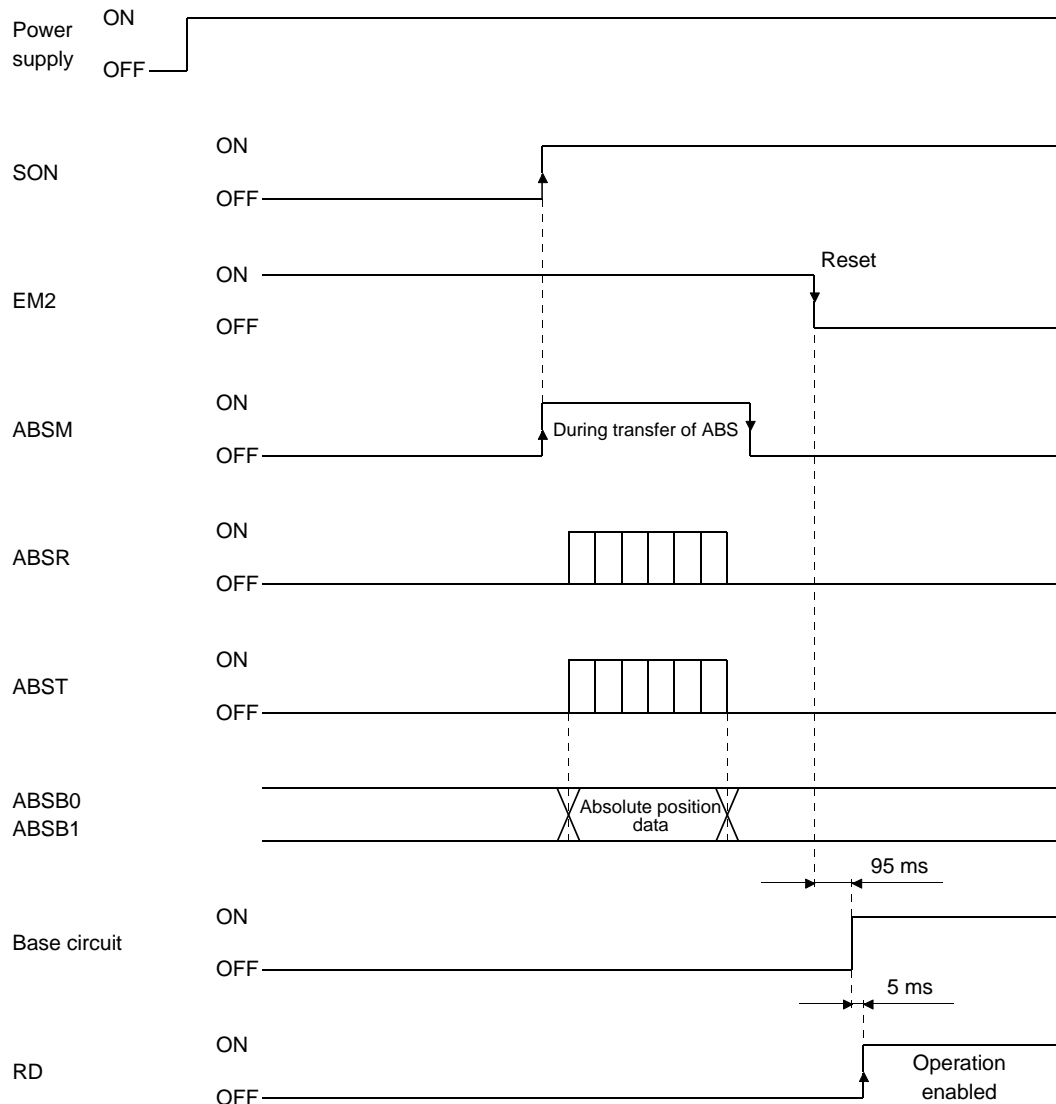 Power supply
ON
OFF
SON
ON
OFF
EM2
ON
OFF
Reset
ABSM
ON
OFF
During transfer of ABS
ABSR
ON
OFF
ABST
ON
OFF
ABSB0
ABSB1
Absolute position
data
95 ms
Base circuit
ON
OFF
5 ms
RD
ON
OFF
Operation
enabled